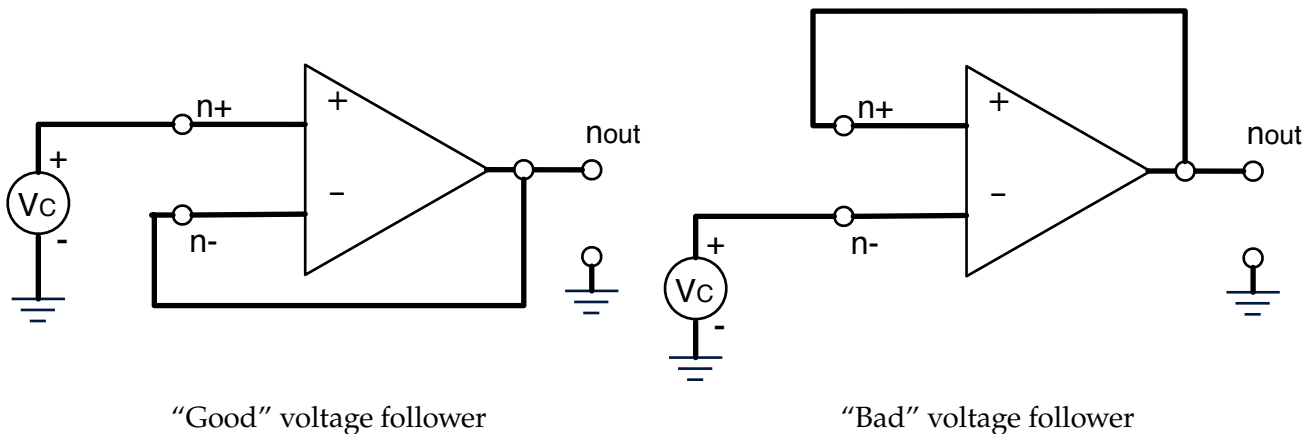 n+
+
+
VC
-
n-
−
nout
"Good" voltage follower
n+
+
nout
−
n-
+
VC
-
"Bad" voltage follower